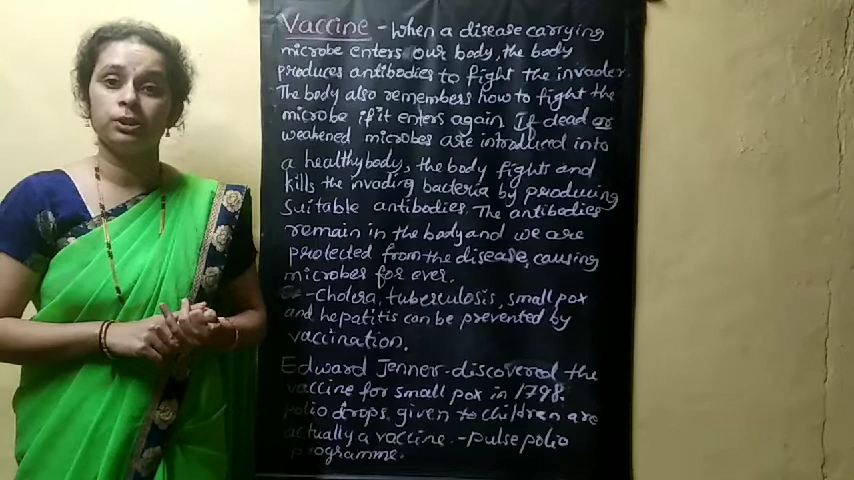 Vaccine - When a disease carrying
microbe enters our body, the body
produces antibodies to fight the invader.
The body also remembers how to fight the
microbe if it enters again. If dead or
weakened microbes are introduced into
a healthy body, the body fights and
kills the invading bacteria by producing
suitable antibodies. The antibodies
remain in the body and we are
protected from the disease, causing
microbes for ever.
- Cholera, tuberculosis, small pox
and hepatitis can be prevented by
vaccination.
Edward Jenner - discovered the
vaccine for small pox in 1798.
polio drops given to children are
actually a vaccine. - pulse polio
programme.